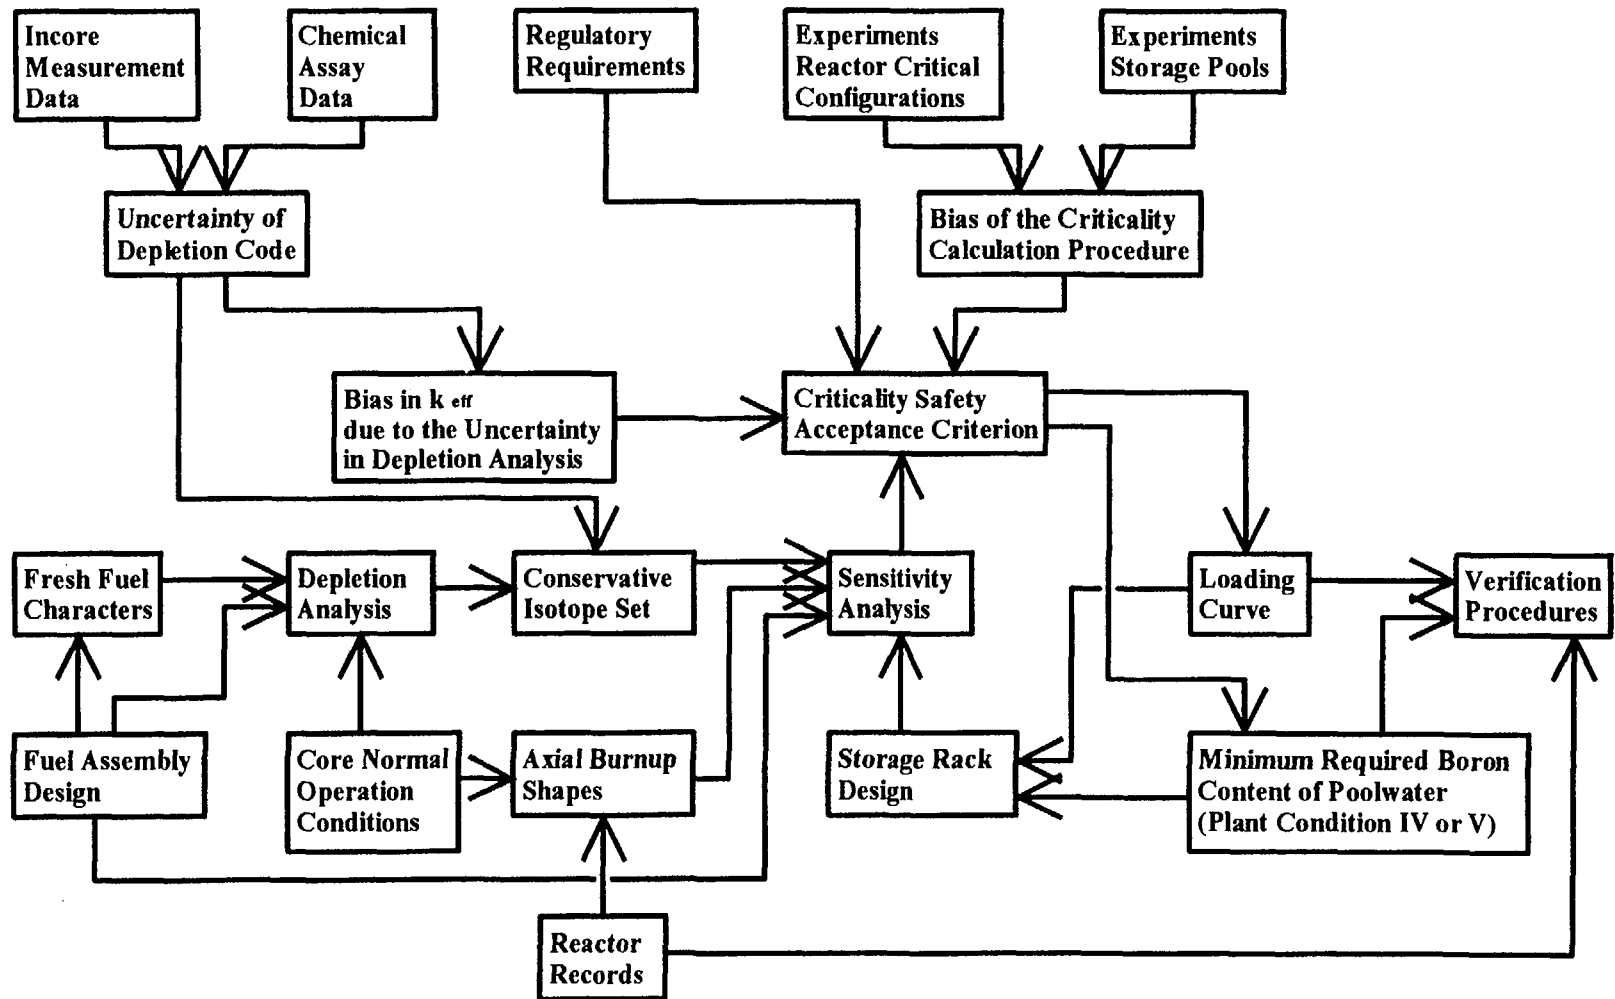 Incore
Measurement
Data
Chemical
Assay
Data
Regulatory
Requirements
Experiments
Reactor Critical
Configurations
Experiments
Storage Pools
Uncertainty of
Depletion Code
Bias of the Criticality
Calculation Procedure
Bias in k eff
due to the Uncertainty
in Depletion Analysis
Criticality Safety
Acceptance Criterion
Fresh Fuel
Characters
Depletion
Analysis
Conservative
Isotope Set
Sensitivity
Analysis
Loading
Curve
Verification
Procedures
Fuel Assembly
Design
Core Normal
Operation
Conditions
Axial Burnup
Shapes
Storage Rack
Design
Minimum Required Boron
Content of Poolwater
(Plant Condition IV or V)
Reactor
Records